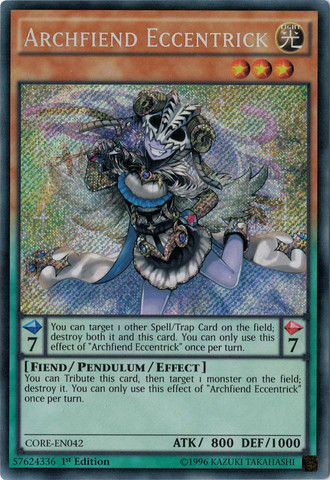 ARCHFIEND ECCENTRICK
LIGHT
光
You can target 1 other Spell/Trap Card on the field;
destroy both it and this card. You can only use this
effect of "Archfiend Eccentrick" once per turn.
7
7
[FIEND/PENDULUM/EFFECT]
You can Tribute this card, then target 1 monster on the field;
destroy it. You can only use this effect of "Archfiend Eccentrick"
once per turn.
CORE-EN042
ATK/ 800 DEF/1000
57624336
1st Edition
©1996 KAZUKI TAKAHASHI